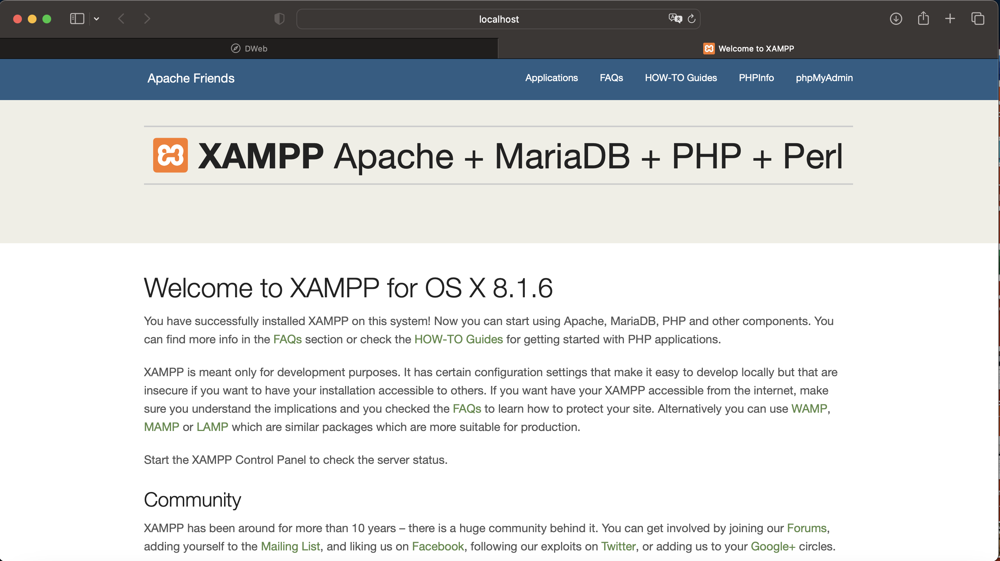 localhost
DWeb
Welcome to XAMPP
Apache Friends
Applications FAQs HOW-TO Guides PHPInfo phpMyAdmin
XAMPP Apache + MariaDB + PHP + Perl
Welcome to XAMPP for OS X 8.1.6
You have successfully installed XAMPP on this system! Now you can start using Apache, MariaDB, PHP and other components. You
can find more info in the FAQs section or check the HOW-TO Guides for getting started with PHP applications.
XAMPP is meant only for development purposes. It has certain configuration settings that make it easy to develop locally but that are
insecure if you want to have your installation accessible to others. If you want have your XAMPP accessible from the internet, make
sure you understand the implications and you checked the FAQs to learn how to protect your site. Alternatively you can use WAMP,
MAMP or LAMP which are similar packages which are more suitable for production.
Start the XAMPP Control Panel to check the server status.
Community
XAMPP has been around for more than 10 years – there is a huge community behind it. You can get involved by joining our Forums,
adding yourself to the Mailing List, and liking us on Facebook, following our exploits on Twitter, or adding us to your Google+ circles.